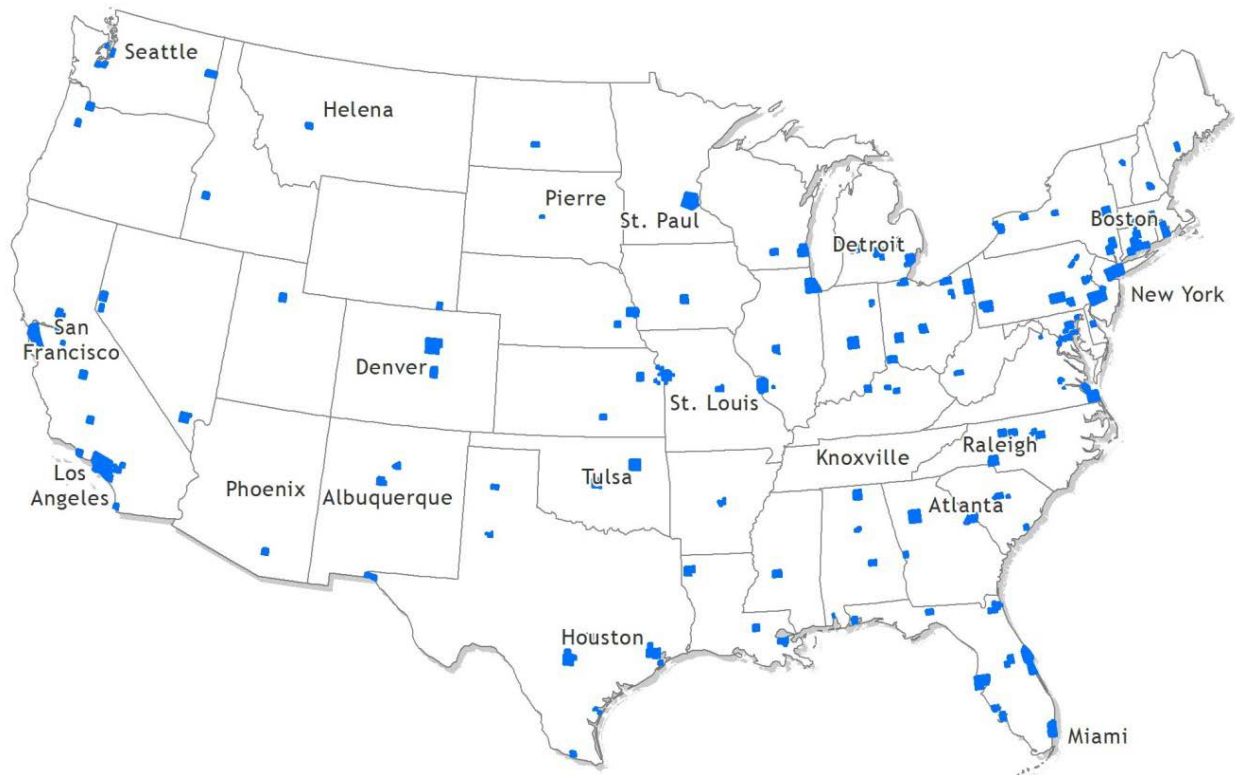 Seattle
Helena
Pierre
St. Paul
Detroit
Boston
New York
San
Francisco
Denver
St. Louis
Los
Angeles
Phoenix
Albuquerque
Tulsa
Knoxville
Raleigh
Atlanta
Houston
Miami